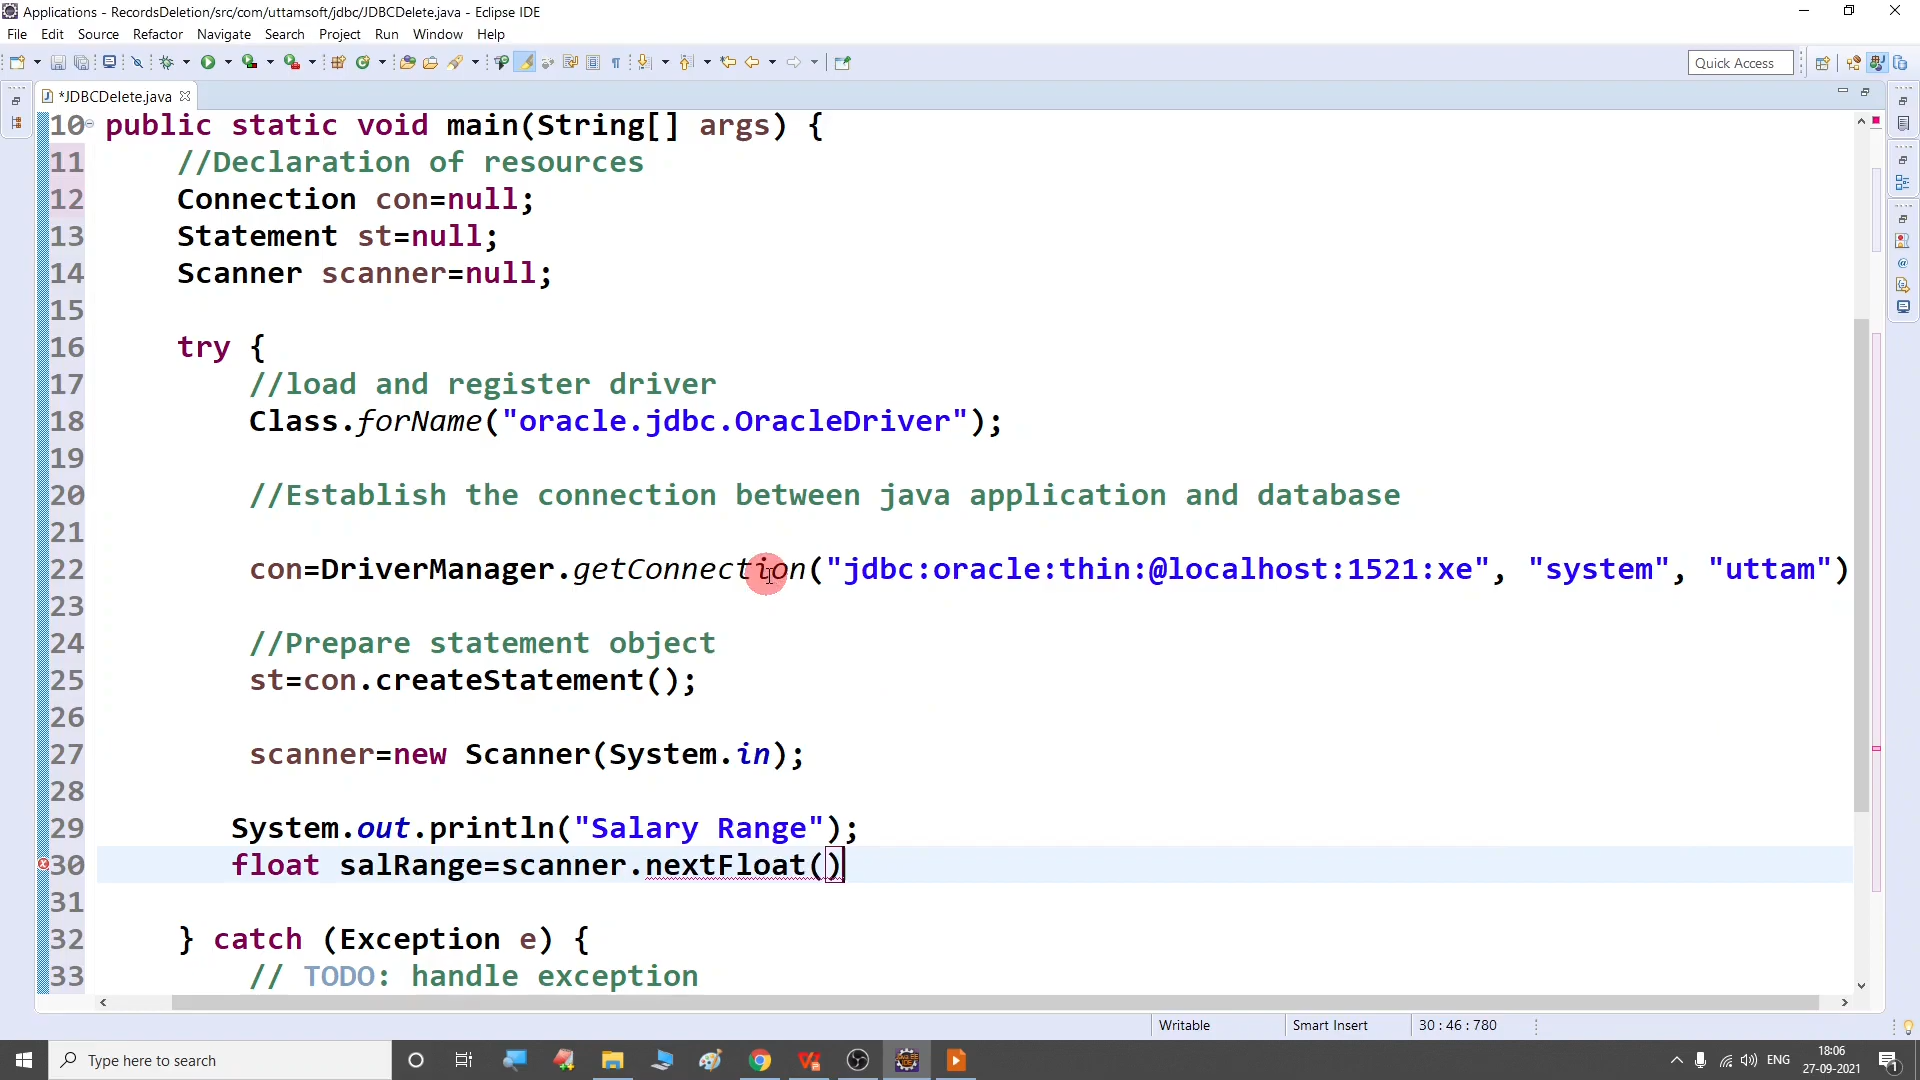 Applications - RecordsDeletion/src/com/uttamsoft/jdbc/JDBCDelete.java - Eclipse IDE
File Edit Source Refactor Navigate Search Project Run Window Help
Quick Access
*JDBCDelete.java
10 public static void main(String[] args) {
11 //Declaration of resources
12 Connection con=null;
13 Statement st=null;
14 Scanner scanner=null;
15
16 try {
17 //load and register driver
18 Class.forName("oracle.jdbc.OracleDriver");
19
20 //Establish the connection between java application and database
21
22 con=DriverManager.getConnection("jdbc:oracle:thin:@localhost:1521:xe", "system", "uttam")
23
24 //Prepare statement object
25 st=con.createStatement();
26
27 scanner=new Scanner(System.in);
28
29 System.out.println("Salary Range");
30 float salRange=scanner.nextFloat()
31
32 } catch (Exception e) {
33 // TODO: handle exception
Writable Smart Insert 30 : 46 : 780
Type here to search
ENG
18:06
27-09-2021
1